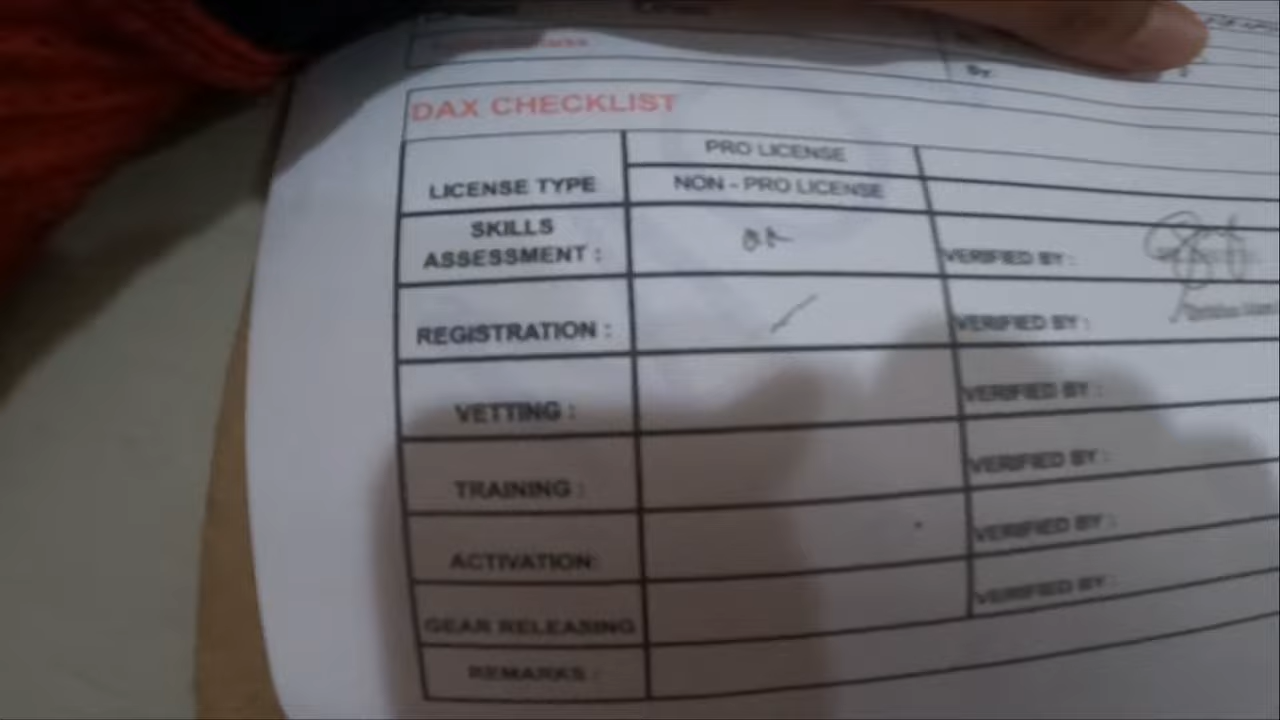 By:
DAX CHECKLIST
LICENSE TYPE
PRO LICENSE
NON - PRO LICENSE
SKILLS
ASSESSMENT :
VERIFIED BY :
REGISTRATION :
VERIFIED BY :
VETTING :
VERIFIED BY :
TRAINING :
VERIFIED BY :
ACTIVATION:
VERIFIED BY :
GEAR RELEASING
VERIFIED BY :
REMARKS :